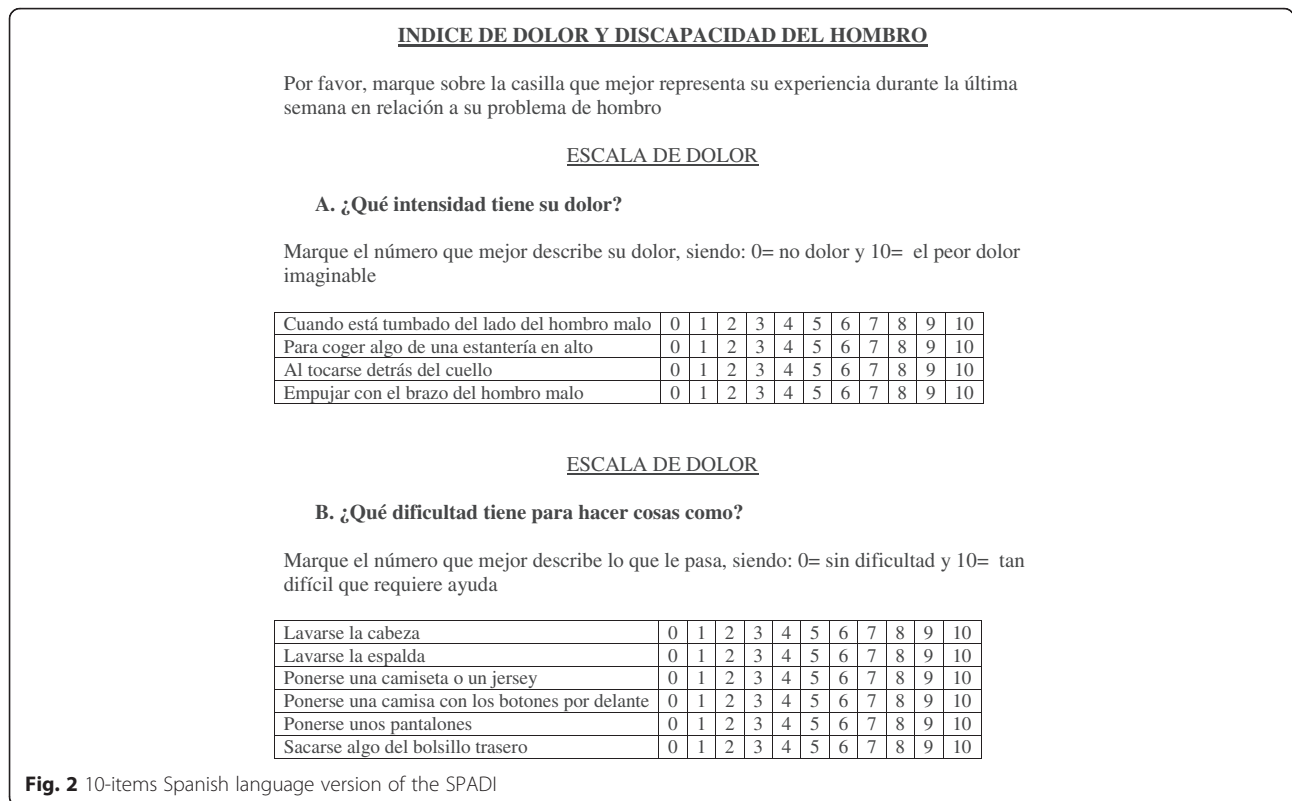 INDICE DE DOLOR Y DISCAPACIDAD DEL HOMBRO
Por favor, marque sobre la casilla que mejor representa su experiencia durante la última
semana en relación a su problema de hombro
ESCALA DE DOLOR
A. ¿Qué intensidad tiene su dolor?
Marque el número que mejor describe su dolor, siendo: 0= no dolor y 10= el peor dolor
imaginable
Cuando está tumbado del lado del hombro malo 0 1 2 3 4 5 6 7 8 9 10
Para coger algo de una estantería en alto 0 1 2 3 4 5 6 7 8 9 10
Al tocarse detrás del cuello 0 1 2 3 4 5 6 7 8 9 10
Empujar con el brazo del hombro malo 0 1 2 3 4 5 6 7 8 9 10
ESCALA DE DOLOR
B. ¿Qué dificultad tiene para hacer cosas como?
Marque el número que mejor describe lo que le pasa, siendo: 0= sin dificultad y 10= tan
difícil que requiere ayuda
Lavarse la cabeza 0 1 2 3 4 5 6 7 8 9 10
Lavarse la espalda 0 1 2 3 4 5 6 7 8 9 10
Ponerse una camiseta o un jersey 0 1 2 3 4 5 6 7 8 9 10
Ponerse una camisa con los botones por delante 0 1 2 3 4 5 6 7 8 9 10
Ponerse unos pantalones 0 1 2 3 4 5 6 7 8 9 10
Sacarse algo del bolsillo trasero 0 1 2 3 4 5 6 7 8 9 10
Fig. 2 10-items Spanish language version of the SPADI